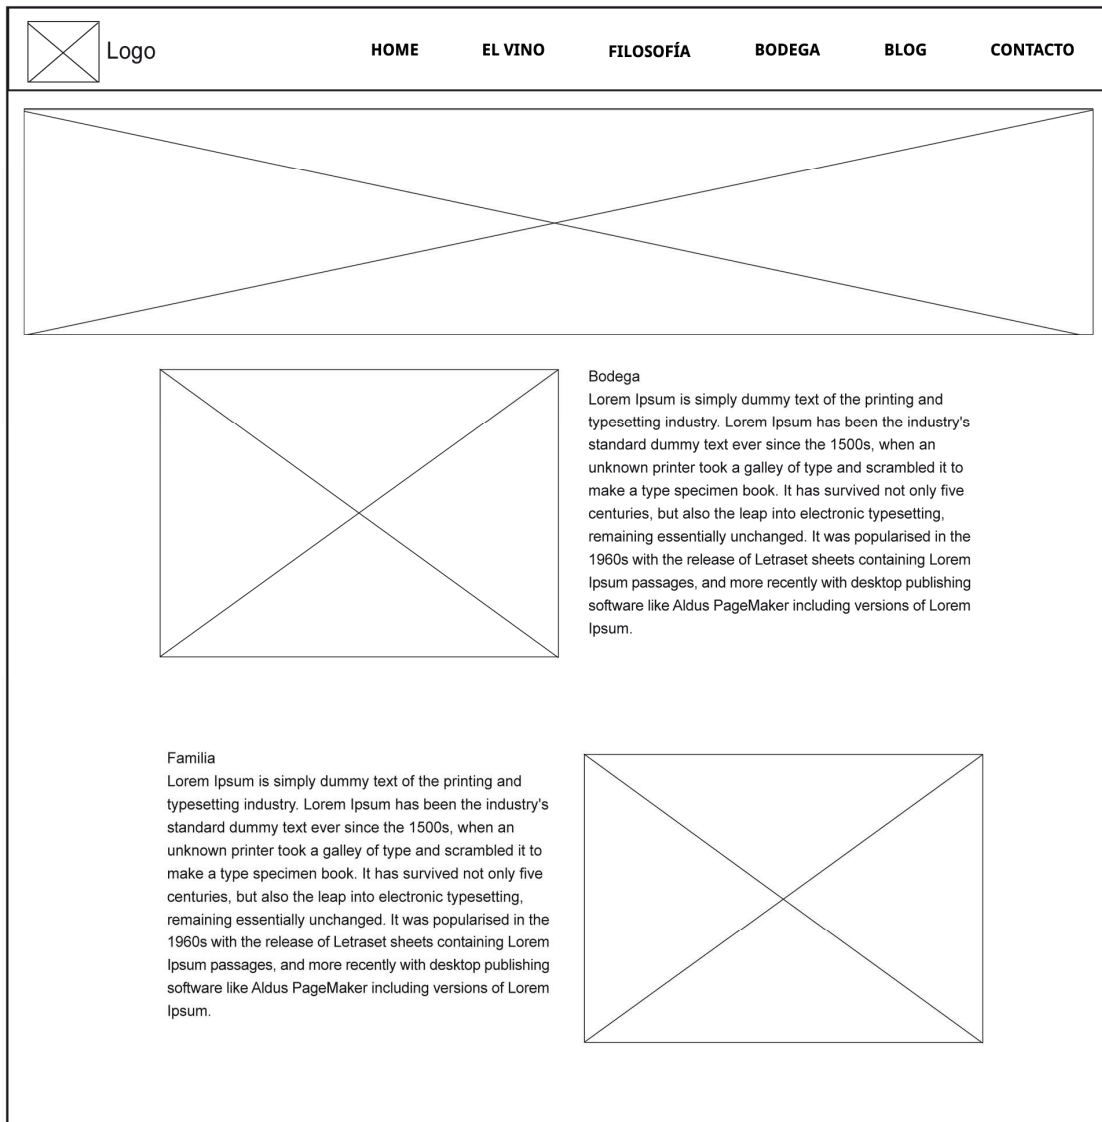 Logo
HOME EL VINO FILOSOFÍA BODEGA BLOG CONTACTO
Bodega
Lorem Ipsum is simply dummy text of the printing and
typesetting industry. Lorem Ipsum has been the industry's
standard dummy text ever since the 1500s, when an
unknown printer took a galley of type and scrambled it to
make a type specimen book. It has survived not only five
centuries, but also the leap into electronic typesetting,
remaining essentially unchanged. It was popularised in the
1960s with the release of Letraset sheets containing Lorem
Ipsum passages, and more recently with desktop publishing
software like Aldus PageMaker including versions of Lorem
Ipsum.
Familia
Lorem Ipsum is simply dummy text of the printing and
typesetting industry. Lorem Ipsum has been the industry's
standard dummy text ever since the 1500s, when an
unknown printer took a galley of type and scrambled it to
make a type specimen book. It has survived not only five
centuries, but also the leap into electronic typesetting,
remaining essentially unchanged. It was popularised in the
1960s with the release of Letraset sheets containing Lorem
Ipsum passages, and more recently with desktop publishing
software like Aldus PageMaker including versions of Lorem
Ipsum.